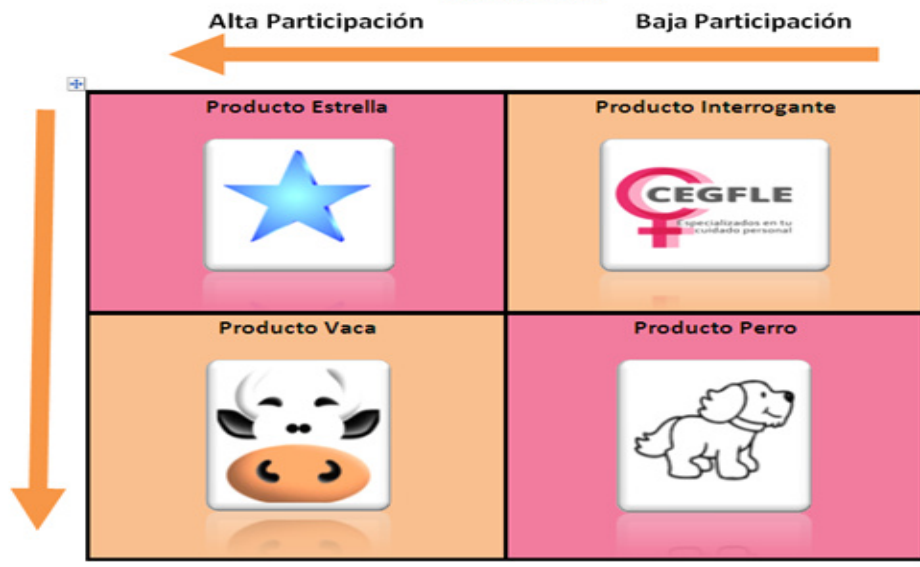 Alta Participación
Baja Participación
Producto Estrella
Producto Interrogante
CEGFLE
Especializados en tu
cuidado personal
Producto Vaca
Producto Perro